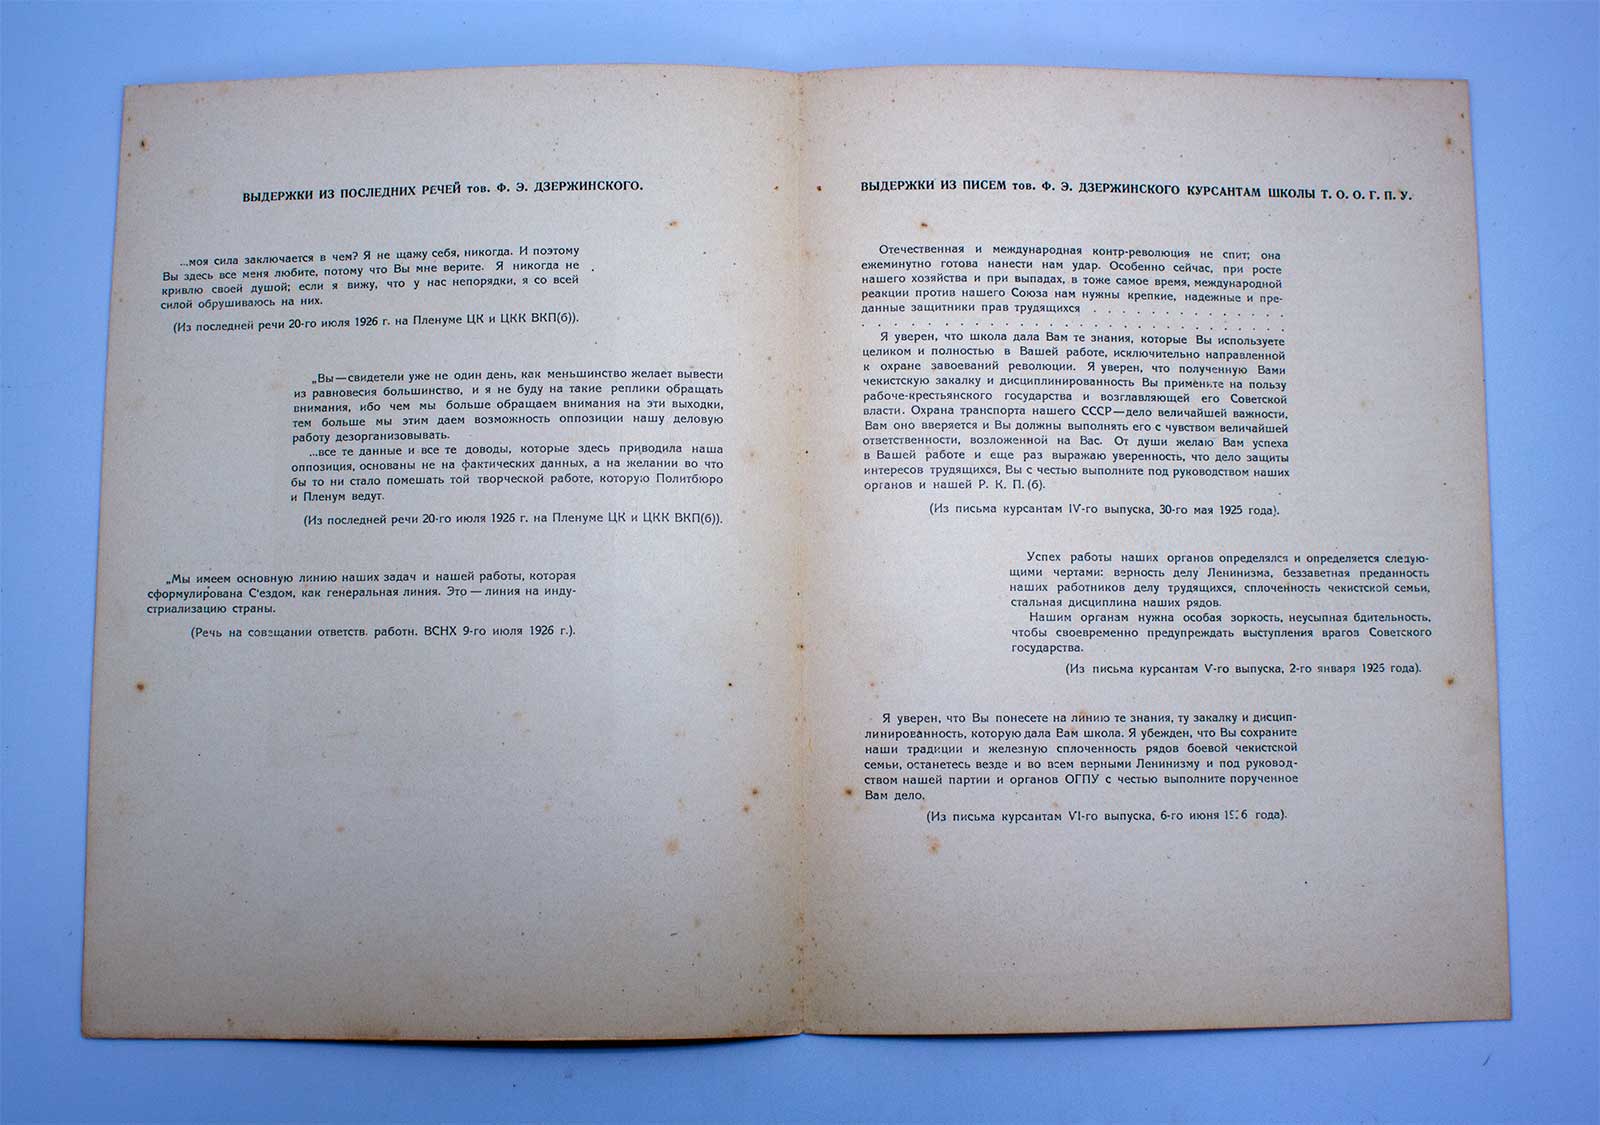 ВЫДЕРЖКИ ИЗ ПОСЛЕДНИХ РЕЧЕЙ тов. Ф. Э. ДЗЕРЖИНСКОГО.
...моя сила заключается в чем? Я не щажу себя, никогда. И поэтому
Вы здесь все меня любите, потому что Вы мне верите. Я никогда не
кривлю своей душой; если я вижу, что у нас непорядки, я со всей
силой обрушиваюсь на них.
(Из последней речи 20-го июля 1926 г. на Пленуме ЦК и ЦКК ВКП(б)).
„Вы—свидетели уже не один день, как меньшинство желает вывести
из равновесия большинство, и я не буду на такие реплики обращать
внимания, ибо чем мы больше обращаем внимания на эти выходки,
тем больше мы этим даем возможность оппозиции нашу деловую
работу дезорганизовывать.
...все те данные и все те доводы, которые здесь приводила наша
оппозиция, основаны не на фактических данных, а на желании во что
бы то ни стало помешать той творческой работе, которую Политбюро
и Пленум ведут.
(Из последней речи 20-го июля 1926 г. на Пленуме ЦК и ЦКК ВКП(б)).
„Мы имеем основную линию наших задач и нашей работы, которая
сформулирована С'ездом, как генеральная линия. Это — линия на инду-
стриализацию страны.
(Речь на совещании ответств. работн. ВСНХ 9-го июля 1926 г.).
ВЫДЕРЖКИ ИЗ ПИСЕМ тов. Ф. Э. ДЗЕРЖИНСКОГО КУРСАНТАМ ШКОЛЫ Т. О. О. Г. П. У.
Отечественная и международная контр-революция не спит; она
ежеминутно готова нанести нам удар. Особенно сейчас, при росте
нашего хозяйства и при выпадах, в тоже самое время, международной
реакции против нашего Союза нам нужны крепкие, надежные и пре-
данные защитники прав трудящихся . . . . . . . . . . . . . .
. . . . . . . . . . . . . . . . . . . . . . . . . . . . . .
Я уверен, что школа дала Вам те знания, которые Вы используете
целиком и полностью в Вашей работе, исключительно направленной
к охране завоеваний революции. Я уверен, что полученную Вами
чекистскую закалку и дисциплинированность Вы примените на пользу
рабоче-крестьянского государства и возглавляющей его Советской
власти. Охрана транспорта нашего СССР—дело величайшей важности,
Вам оно вверяется и Вы должны выполнять его с чувством величайшей
ответственности, возложенной на Вас. От души желаю Вам успеха
в Вашей работе и еще раз выражаю уверенность, что дело защиты
интересов трудящихся, Вы с честью выполните под руководством наших
органов и нашей Р. К. П. (б).
(Из письма курсантам IV-го выпуска, 30-го мая 1925 года).
Успех работы наших органов определялся и определяется следую-
щими чертами: верность делу Ленинизма, беззаветная преданность
наших работников делу трудящихся, сплоченность чекистской семьи,
стальная дисциплина наших рядов.
Нашим органам нужна особая зоркость, неусыпная бдительность,
чтобы своевременно предупреждать выступления врагов Советского
государства.
(Из письма курсантам V-го выпуска, 2-го января 1925 года).
Я уверен, что Вы понесете на линию те знания, ту закалку и дисцип-
линированность, которую дала Вам школа. Я убежден, что Вы сохраните
наши традиции и железную сплоченность рядов боевой чекистской
семьи, останетесь везде и во всем верными Ленинизму и под руковод-
ством нашей партии и органов ОГПУ с честью выполните порученное
Вам дело.
(Из письма курсантам VI-го выпуска, 6-го июня 1926 года).